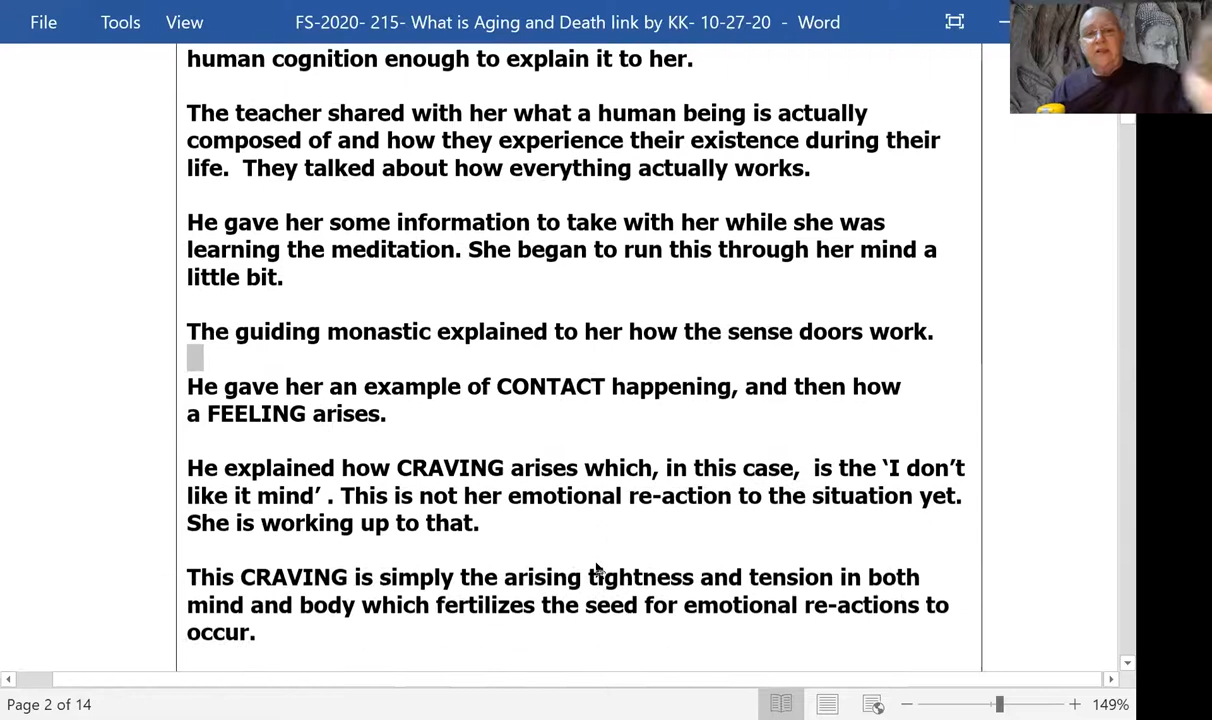 File Tools View FS-2020- 215- What is Aging and Death link by KK- 10-27-20 - Word
human cognition enough to explain it to her.
The teacher shared with her what a human being is actually
composed of and how they experience their existence during their
life.  They talked about how everything actually works.
He gave her some information to take with her while she was
learning the meditation. She began to run this through her mind a
little bit.
The guiding monastic explained to her how the sense doors work.
He gave her an example of CONTACT happening, and then how
a FEELING arises.
He explained how CRAVING arises which, in this case,  is the ‘I don’t
like it mind’ . This is not her emotional re-action to the situation yet.
She is working up to that.
This CRAVING is simply the arising tightness and tension in both
mind and body which fertilizes the seed for emotional re-actions to
occur.
Page 2 of 14 149%